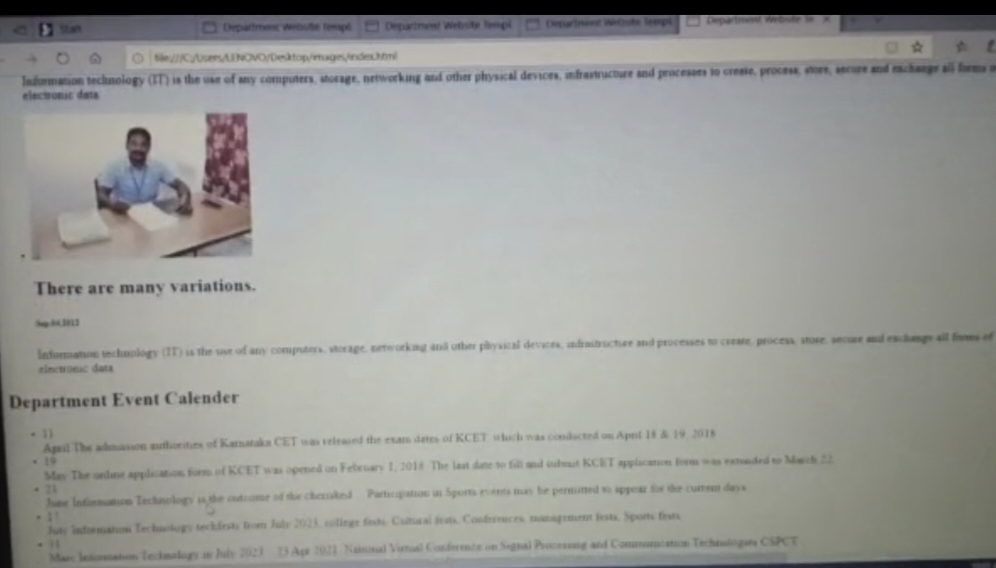 Start
Department Website Templ
Department Website Templ
Department Website Templ
Department Website Te
file:///C:/Users/LENOVO/Desktop/images/index.html
Information technology (IT) is the use of any computers, storage, networking and other physical devices, infrastructure and processes to create, process, store, secure and exchange all forms o
electronic data
There are many variations.
Sep.04.2012
Information technology (IT) is the use of any computers, storage, networking and other physical devices, infrastructure and processes to create, process, store, secure and exchange all forms of
electronic data
Department Event Calender
11
April The admission authorities of Karnataka CET was released the exam dates of KCET which was conducted on April 18 & 19, 2018
19
May The online application form of KCET was opened on February 1, 2018 The last date to fill and submit KCET application form was extended to March 22
21
June Information Technology is the outcome of the cherished Participation in Sports events may be permitted to appear for the current days
July Information Technology techfests from July 2023, college fests, Cultural fests, Conferences, management fests, Sports fests
Information Technology in July 2023 23 Apr 2021 National Virtual Conference on Signal Processing and Communication Technologies CSPCT